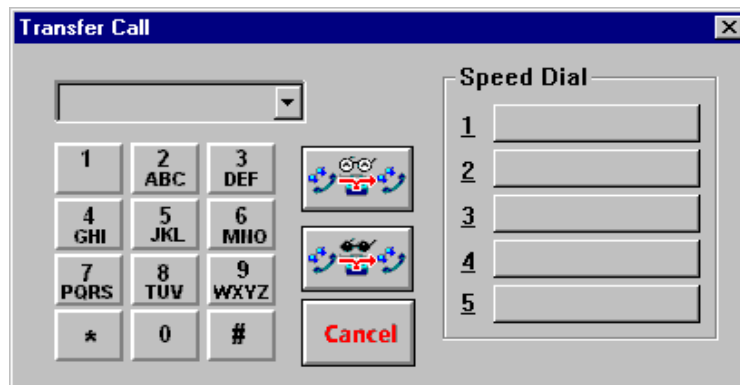 Transfer Call
Speed Dial
1
2
3
4
5
1
2
ABC
3
DEF
4
GHI
5
JKL
6
MNO
7
PQRS
8
TUV
9
WXYZ
*
0
#
Cancel